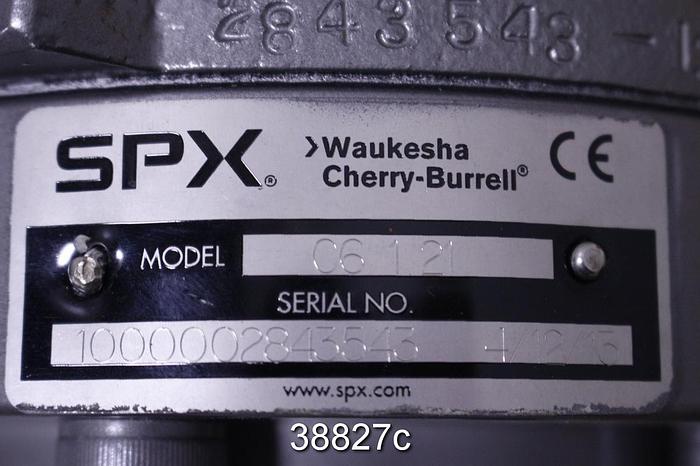 2843543 -
SPX® >Waukesha Cherry-Burrell® CE
MODEL C6 1.21
SERIAL NO.
1000002843543 4/12/13
www.spx.com
38827c